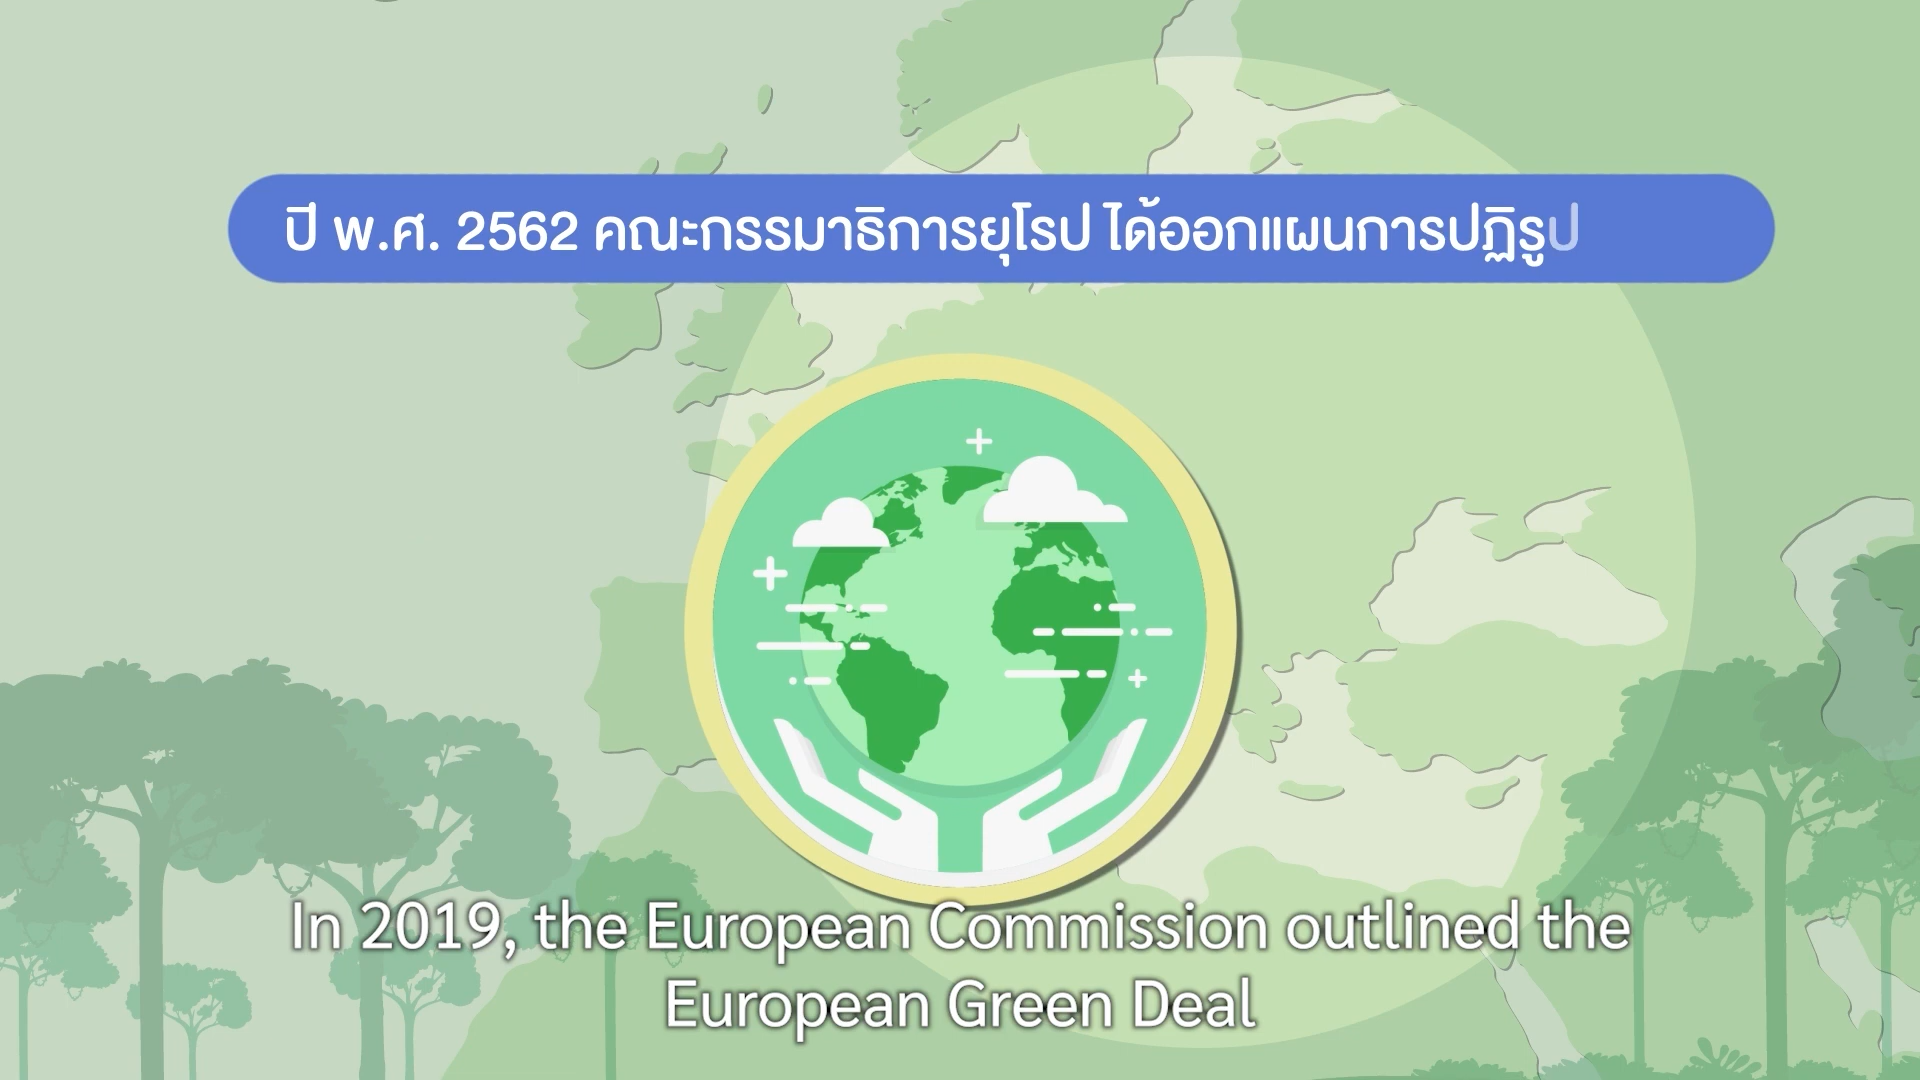 ปี พ.ศ. 2562 คณะกรรมาธิการยุโรป ได้ออกแผนการปฏิรูป
In 2019, the European Commission outlined the
European Green Deal